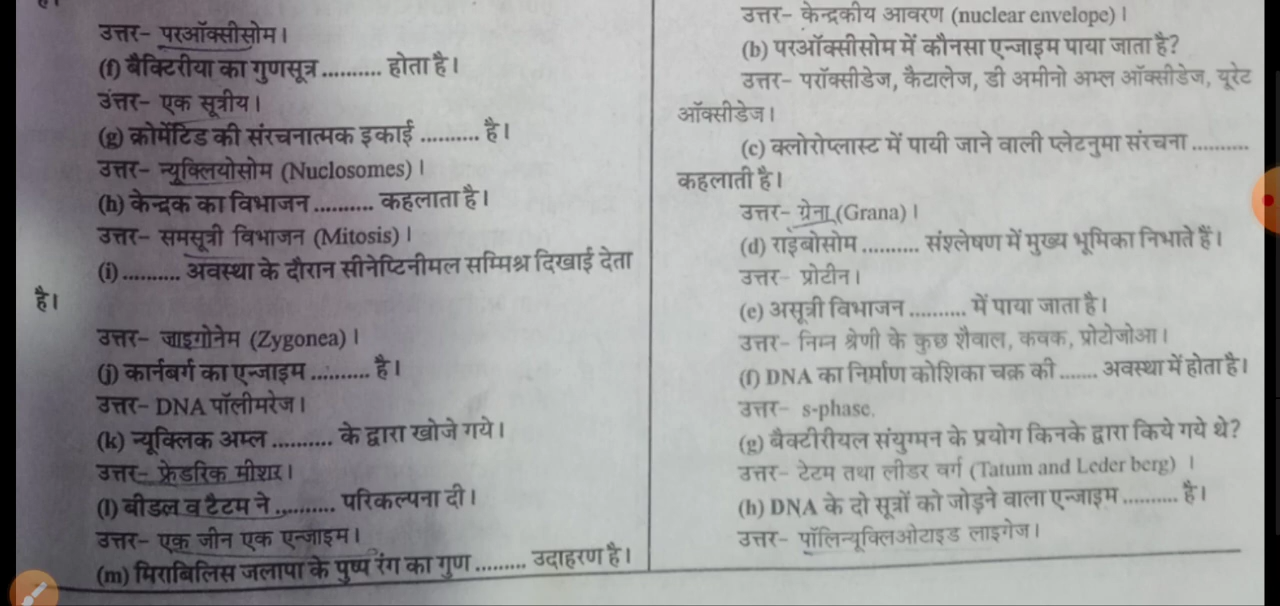 उत्तर– परऑक्सीसोम।
(f) बैक्टिरीया का गुणसूत्र .......... होता है।
उत्तर– एक सूत्रीय।
(g) क्रोमेटिड की संरचनात्मक इकाई .......... है।
उत्तर– न्यूक्लियोसोम (Nuclosomes) ।
(h) केन्द्रक का विभाजन .......... कहलाता है।
उत्तर– समसूत्री विभाजन (Mitosis) ।
(i) .......... अवस्था के दौरान सीनेप्टिनीमल सम्मिश्र दिखाई देता
है।
उत्तर– जाइगोनेम (Zygonea) ।
(j) कार्नबर्ग का एन्जाइम .......... है।
उत्तर– DNA पॉलीमरेज।
(k) न्यूक्लिक अम्ल .......... के द्वारा खोजे गये।
उत्तर– फ्रेडरिक मीशर।
(l) बीडल व टैटम ने .......... परिकल्पना दी।
उत्तर– एक जीन एक एन्जाइम।
(m) मिराबिलिस जलापा के पुष्प रंग का गुण ......... उदाहरण है।
उत्तर– केन्द्रकीय आवरण (nuclear envelope) ।
(b) परऑक्सीसोम में कौनसा एन्जाइम पाया जाता है?
उत्तर– परॉक्सीडेज, कैटालेज, डी अमीनो अम्ल ऑक्सीडेज, यूरेट
ऑक्सीडेज।
(c) क्लोरोप्लास्ट में पायी जाने वाली प्लेटनुमा संरचना ..........
कहलाती है।
उत्तर– ग्रेना (Grana) ।
(d) राइबोसोम .......... संश्लेषण में मुख्य भूमिका निभाते हैं।
उत्तर– प्रोटीन।
(e) असूत्री विभाजन .......... में पाया जाता है।
उत्तर– निम्न श्रेणी के कुछ शैवाल, कवक, प्रोटोजोआ।
(f) DNA का निर्माण कोशिका चक्र की ....... अवस्था में होता है।
उत्तर– s-phase.
(g) बैक्टीरीयल संयुग्मन के प्रयोग किनके द्वारा किये गये थे?
उत्तर– टेटम तथा लीडर वर्ग (Tatum and Leder berg) ।
(h) DNA के दो सूत्रों को जोड़ने वाला एन्जाइम .......... है।
उत्तर– पॉलिन्यूक्लिओटाइड लाइगेज।